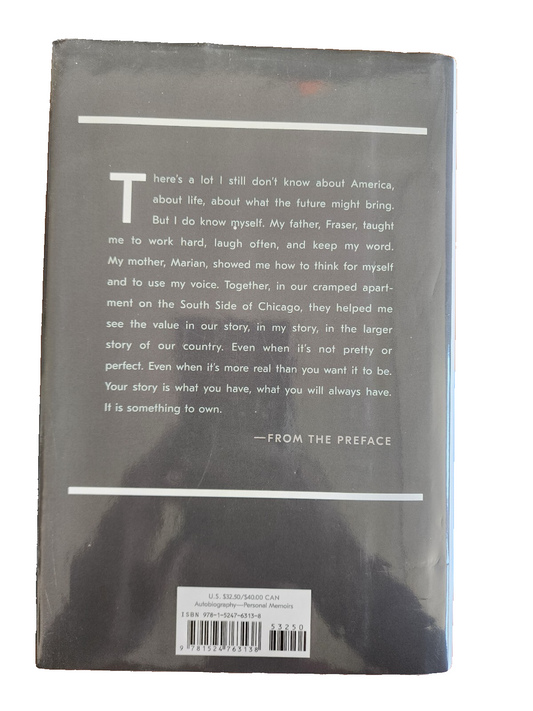 There's a lot I still don't know about America,
about life, about what the future might bring.
But I do know myself. My father, Fraser, taught
me to work hard, laugh often, and keep my word.
My mother, Marian, showed me how to think for myself
and to use my voice. Together, in our cramped apart-
ment on the South Side of Chicago, they helped me
see the value in our story, in my story, in the larger
story of our country. Even when it's not pretty or
perfect. Even when it's more real than you want it to be.
Your story is what you have, what you will always have.
It is something to own.
—FROM THE PREFACE
U.S. $32.50/$40.00 CAN
Autobiography—Personal Memoirs
ISBN 978-1-5247-6313-8
53250
9 781524 763138